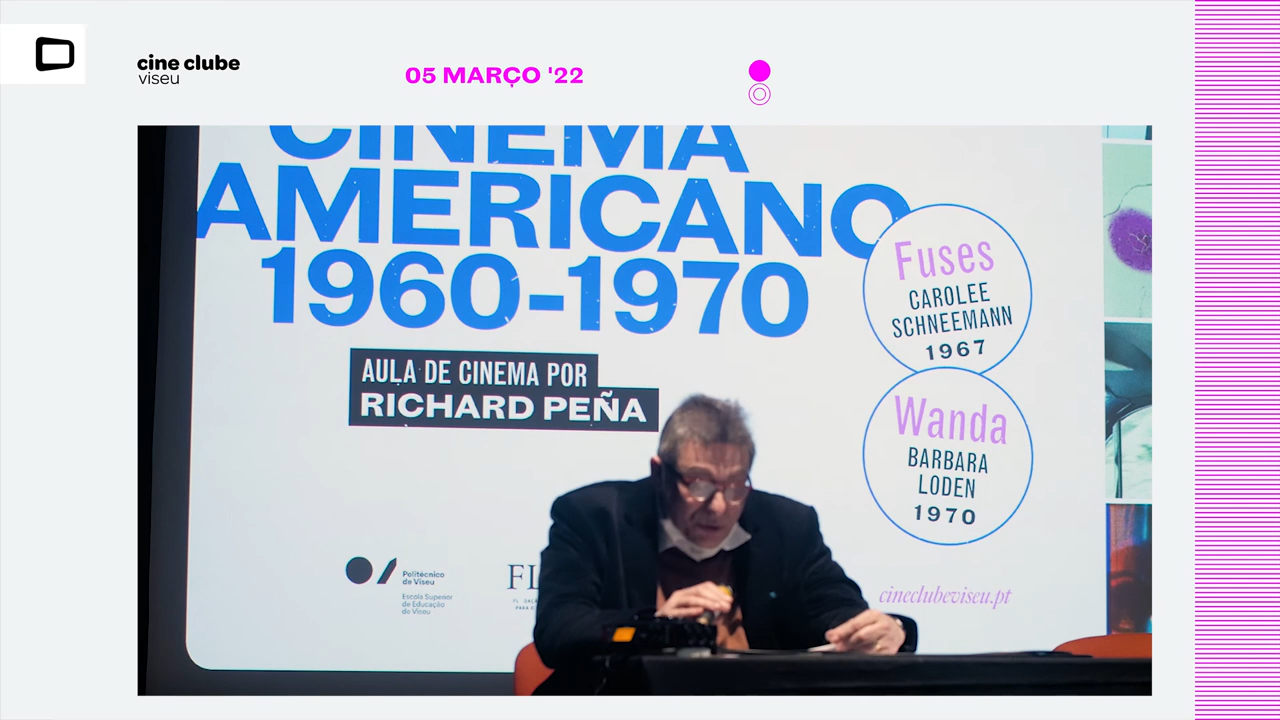 cine clube
viseu
05 MARÇO '22
CINEMA
AMERICANO
1960-1970
AULA DE CINEMA POR
RICHARD PEÑA
Fuses
CAROLEE
SCHNEEMANN
1967
Wanda
BARBARA
LODEN
1970
Politécnico
de Viseu
Escola Superior
de Educação
de Viseu
cineclubeviseu.pt